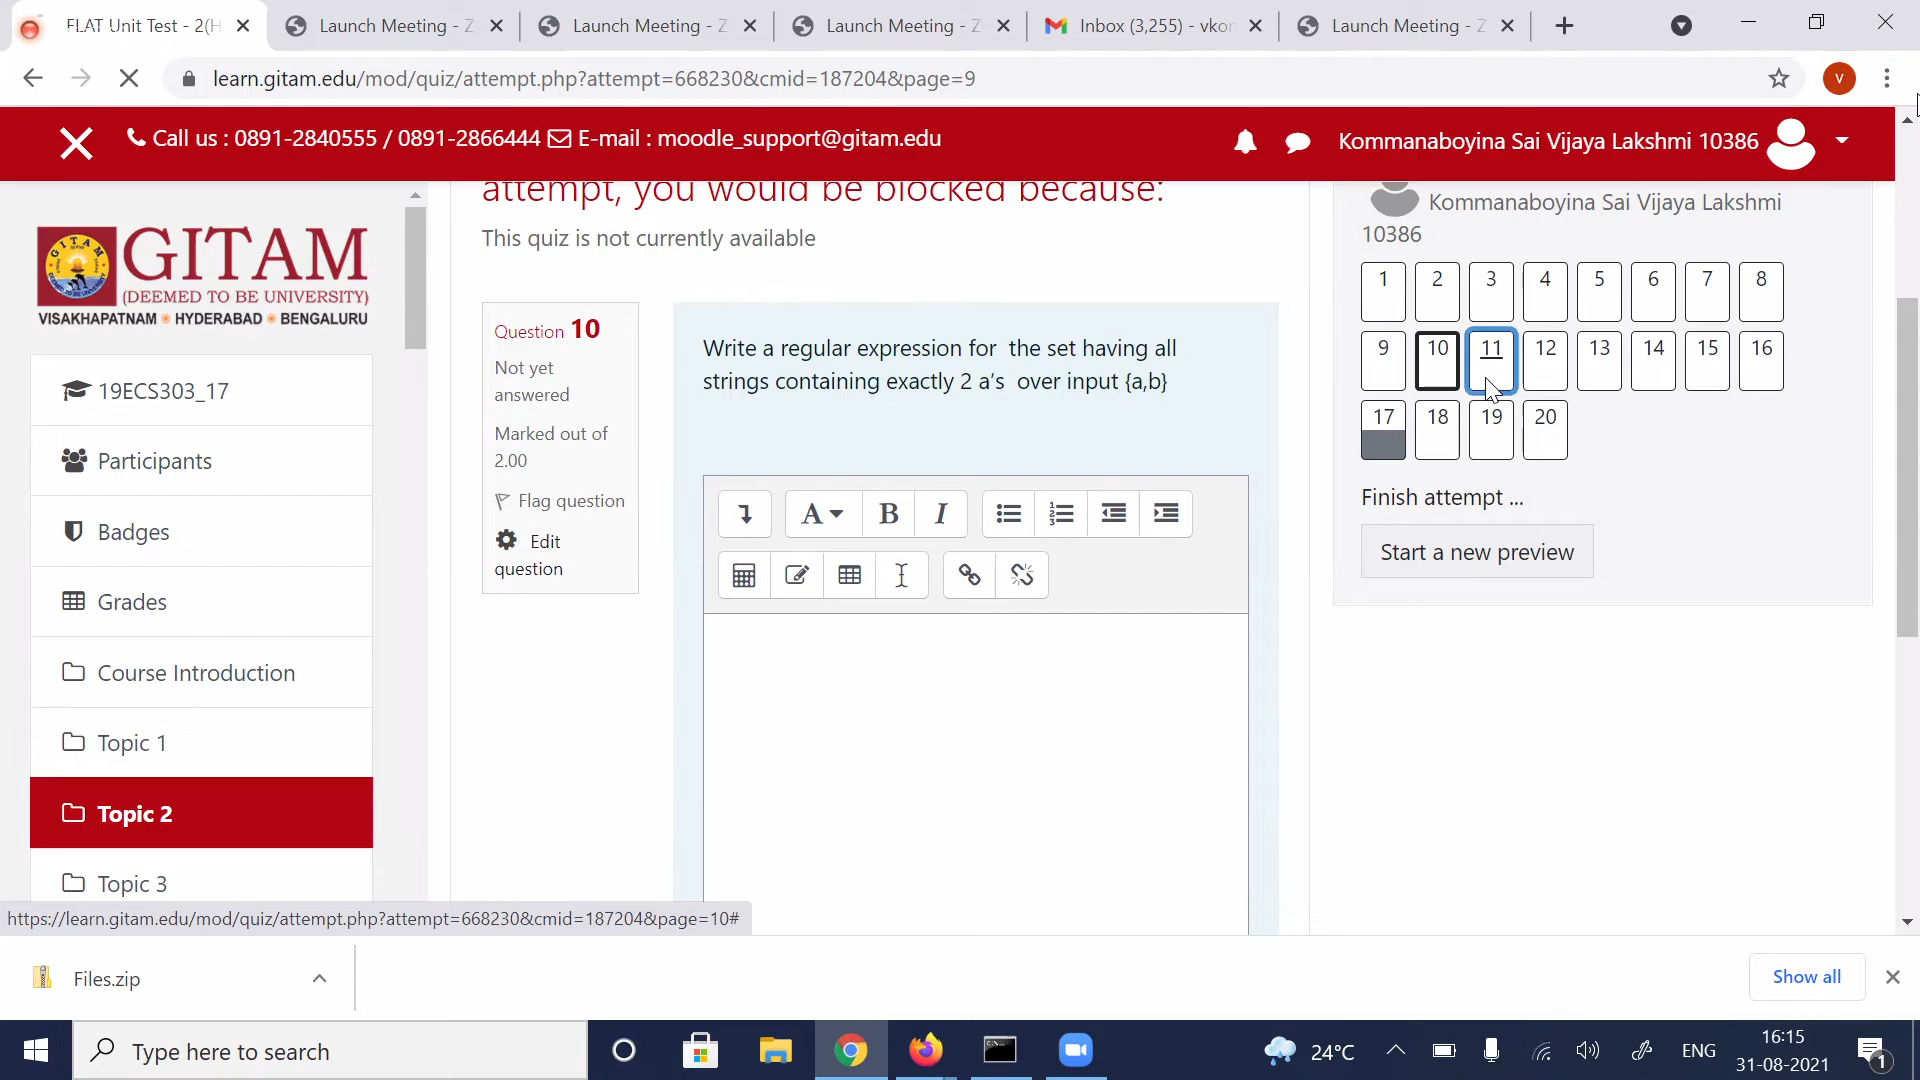 FLAT Unit Test - 2(H
Launch Meeting - Z
Launch Meeting - Z
Launch Meeting - Z
Inbox (3,255) - vkor
Launch Meeting - Z
learn.gitam.edu/mod/quiz/attempt.php?attempt=668230&cmid=187204&page=9
V
Call us : 0891-2840555 / 0891-2866444 E-mail : moodle_support@gitam.edu
Kommanaboyina Sai Vijaya Lakshmi 10386
GITAM
(DEEMED TO BE UNIVERSITY)
VISAKHAPATNAM * HYDERABAD * BENGALURU
19ECS303_17
Participants
Badges
Grades
Course Introduction
Topic 1
Topic 2
Topic 3
attempt, you would be blocked because:
This quiz is not currently available
Question 10
Not yet
answered
Marked out of
2.00
Flag question
Edit
question
Write a regular expression for the set having all
strings containing exactly 2 a's over input {a,b}
A
B
I
Kommanaboyina Sai Vijaya Lakshmi
10386
1 2 3 4 5 6 7 8
9 10 11 12 13 14 15 16
17 18 19 20
Finish attempt ...
Start a new preview
https://learn.gitam.edu/mod/quiz/attempt.php?attempt=668230&cmid=187204&page=10#
Files.zip
Show all
Type here to search
24°C
ENG
16:15
31-08-2021
1